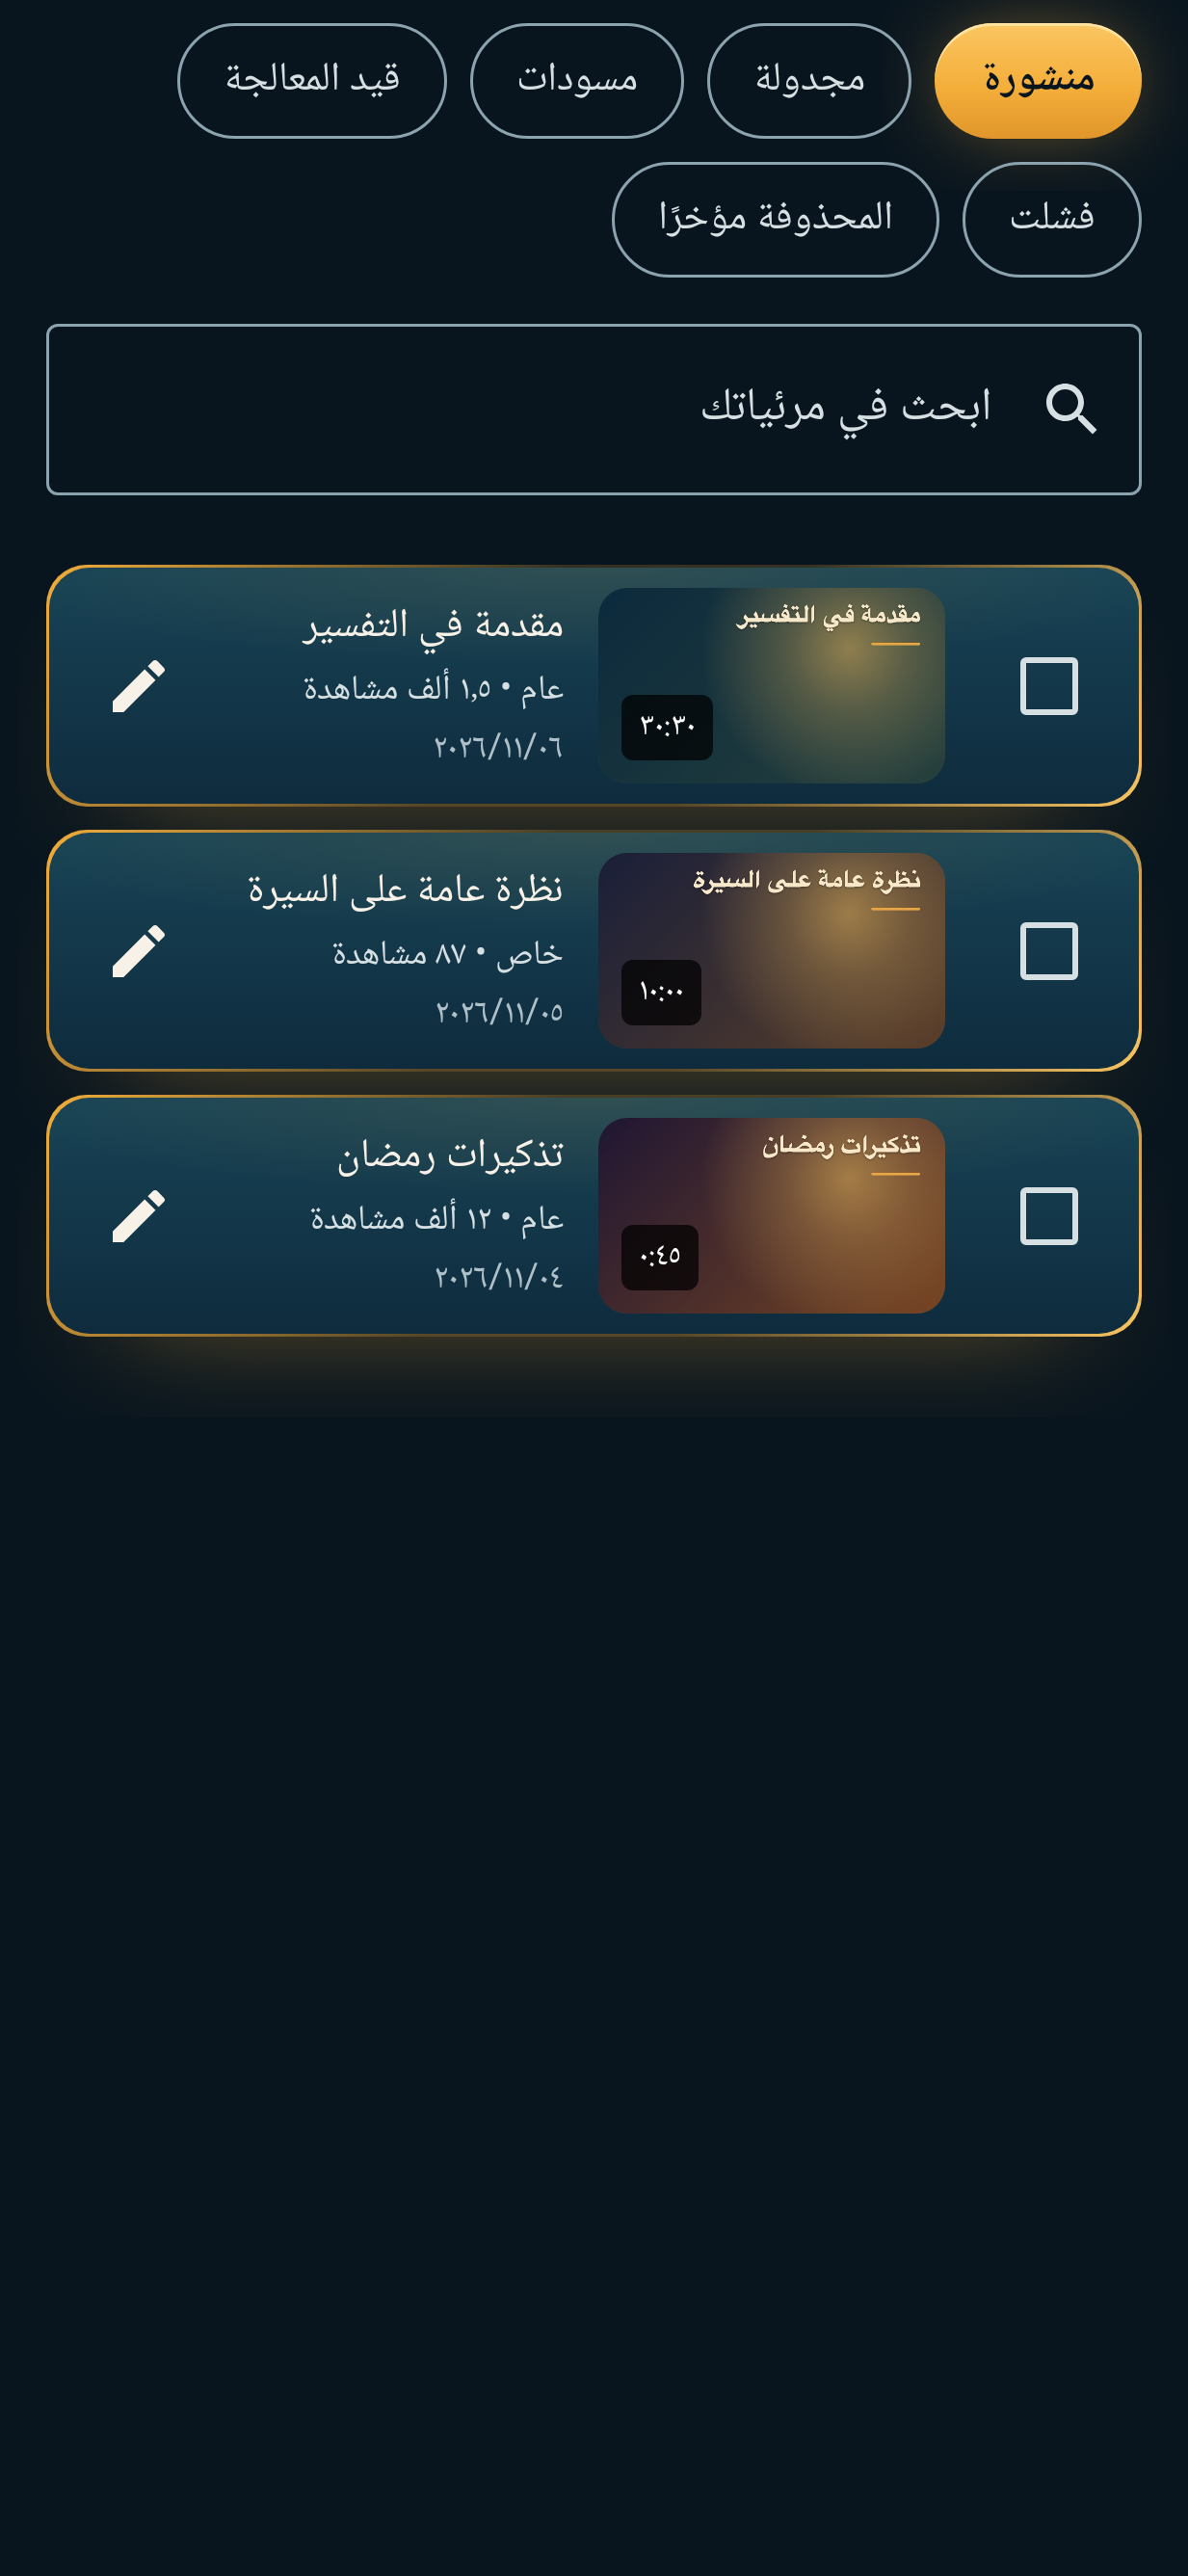 منشورة
مجدولة
مسودات
قيد المعالجة
فشلت
المحذوفة مؤخرًا
ابحث في مرئياتك
مقدمة في التفسير
٣٠:٣٠
مقدمة في التفسير
عام • ١,٥ ألف مشاهدة
٢٠٢٦/١١/٠٦
نظرة عامة على السيرة
١٠:٠٠
نظرة عامة على السيرة
خاص • ٨٧ مشاهدة
٢٠٢٦/١١/٠٥
تذكيرات رمضان
٠:٤٥
تذكيرات رمضان
عام • ١٢ ألف مشاهدة
٢٠٢٦/١١/٠٤